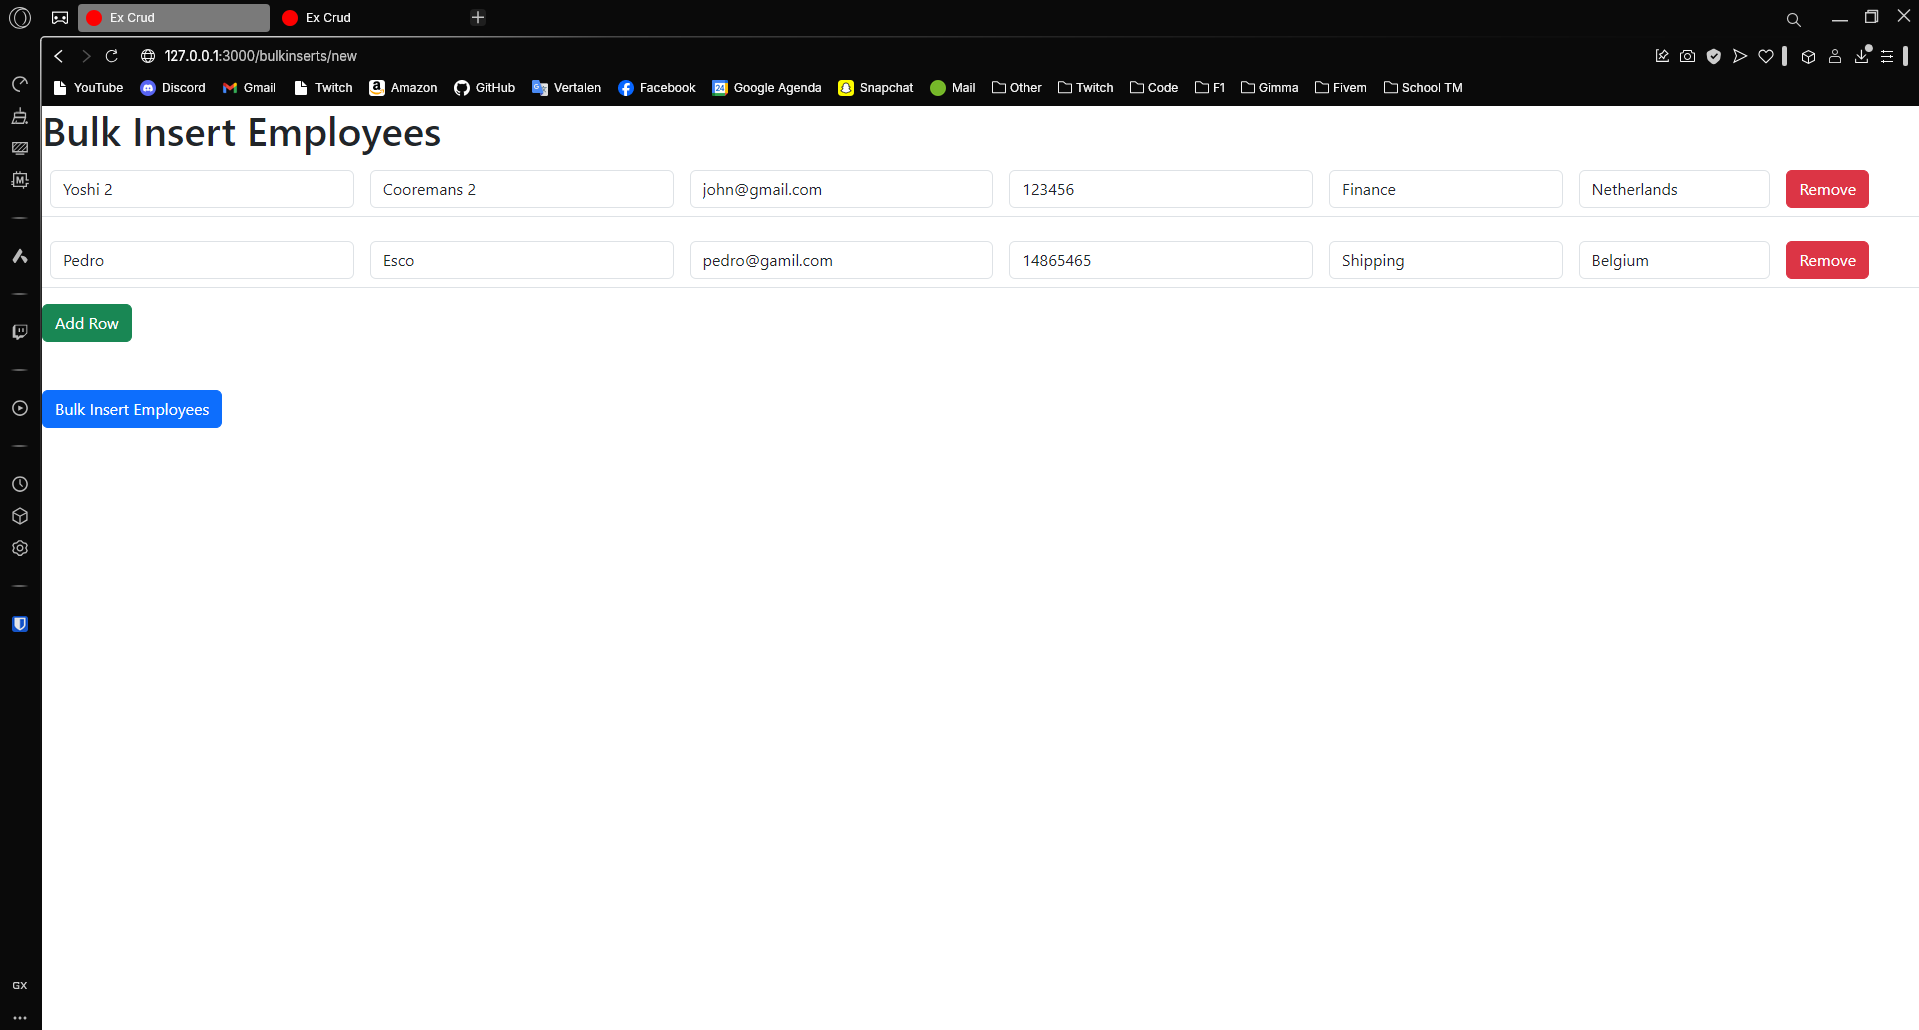 Ex Crud Ex Crud
127.0.0.1:3000/bulkinserts/new
YouTube Discord Gmail Twitch Amazon GitHub Vertalen Facebook 24 Google Agenda Snapchat Mail Other Twitch Code F1 Gimma Fivem School TM
Bulk Insert Employees
Yoshi 2 Cooremans 2 john@gmail.com 123456 Finance Netherlands Remove
Pedro Esco pedro@gamil.com 14865465 Shipping Belgium Remove
Add Row
Bulk Insert Employees
GX